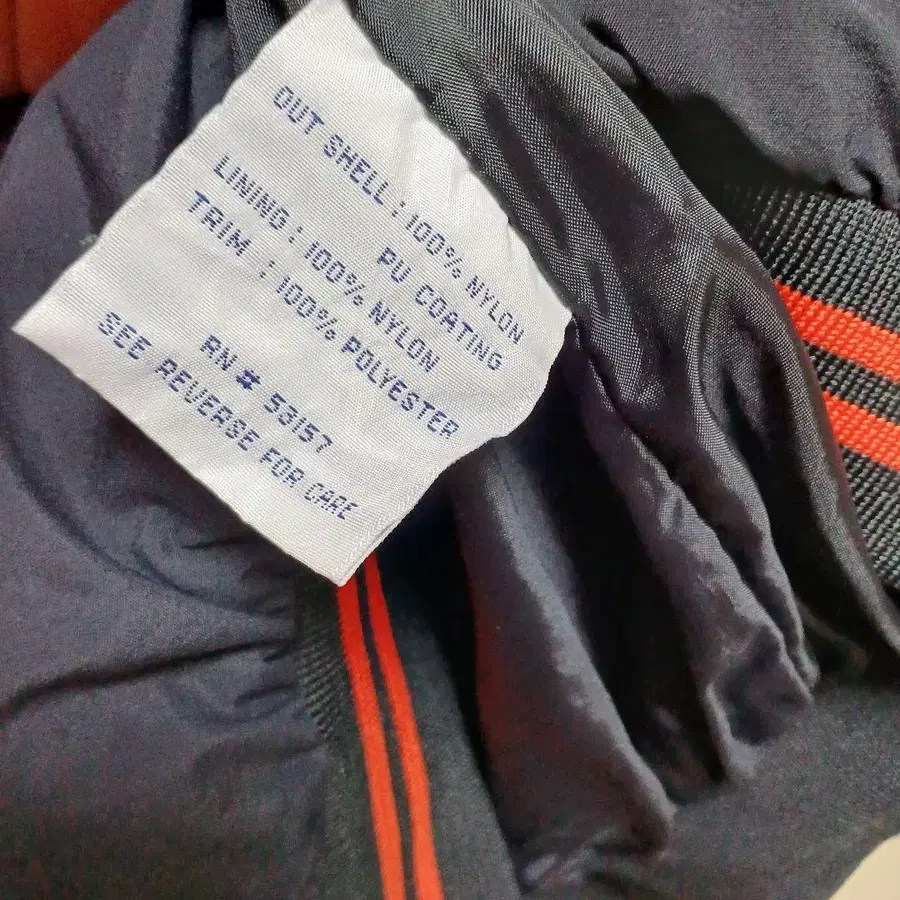 OUT SHELL : 100% NYLON
PU COATING
LINING : 100% NYLON
TRIM : 100% POLYESTER
RN # 53157
SEE REVERSE FOR CARE